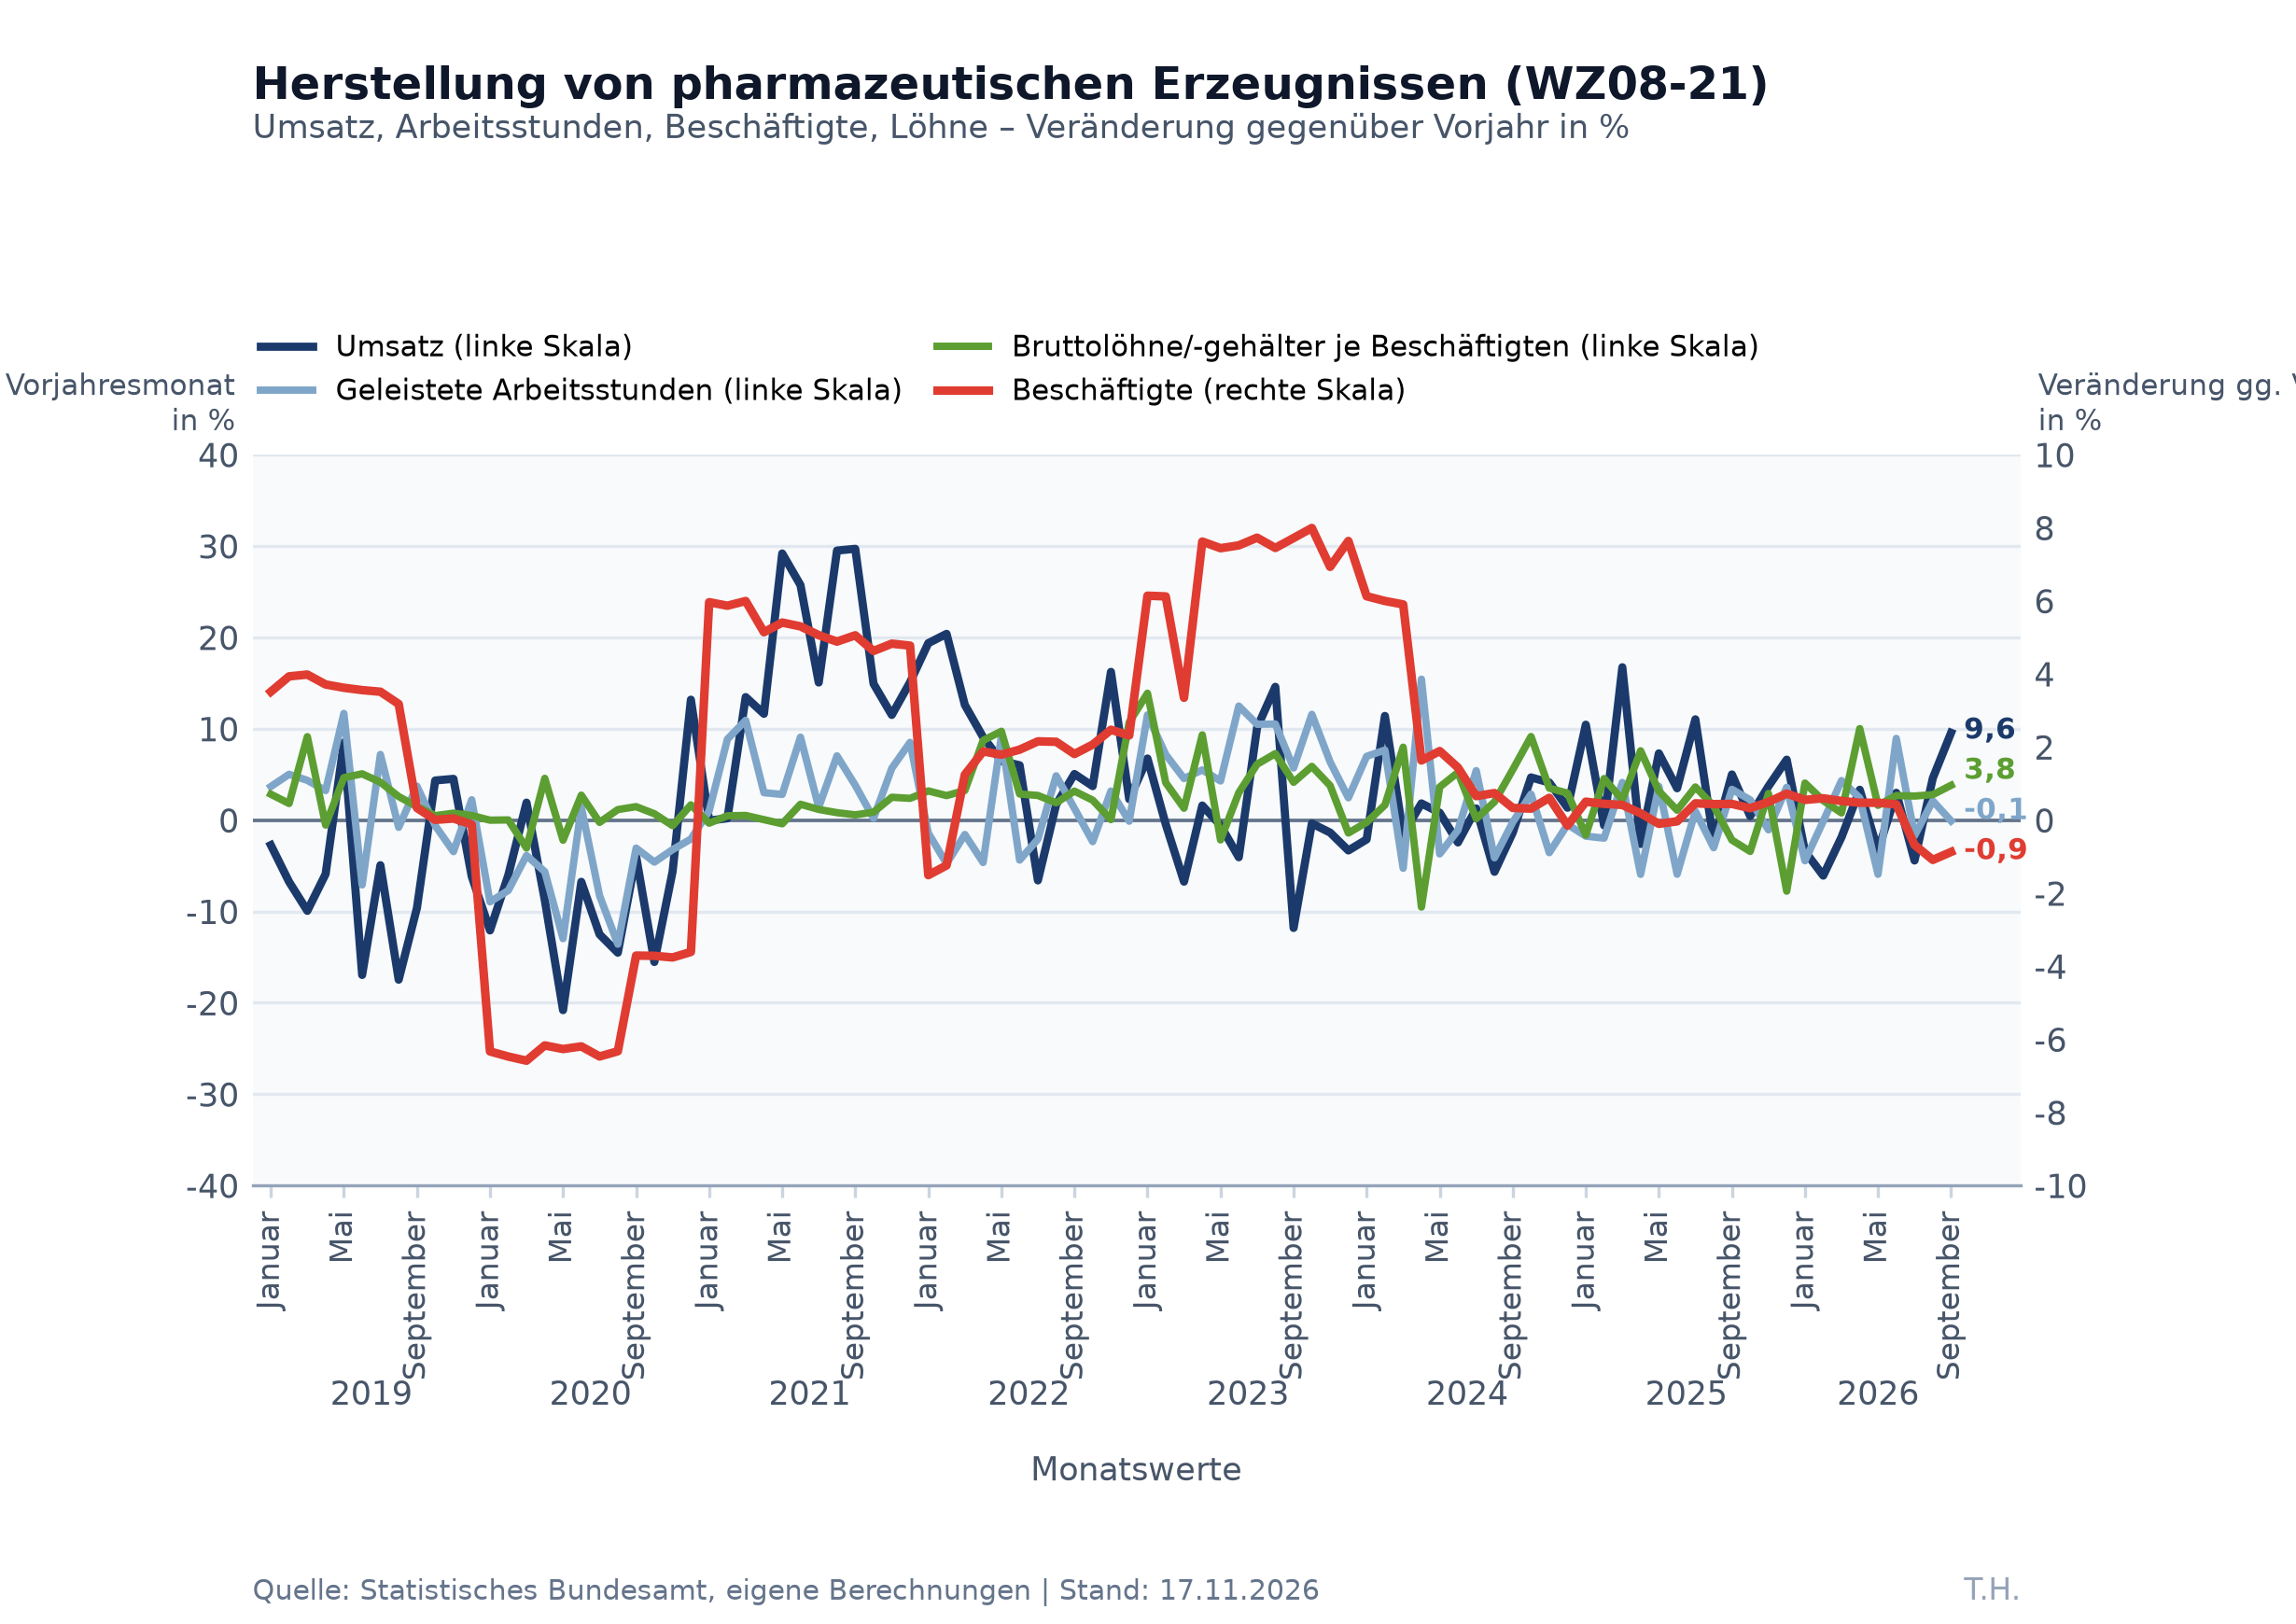 Herstellung von pharmazeutischen Erzeugnissen (WZ08-21)
Umsatz, Arbeitsstunden, Beschäftigte, Löhne – Veränderung gegenüber Vorjahr in %
Umsatz (linke Skala)
Bruttolöhne/-gehälter je Beschäftigten (linke Skala)
Geleistete Arbeitsstunden (linke Skala)
Beschäftigte (rechte Skala)
Vorjahresmonat
in %
Veränderung gg.
in %
40
30
20
10
0
-10
-20
-30
-40
10
8
6
4
2
0
-2
-4
-6
-8
-10
9,6
3,8
-0,1
-0,9
Januar Mai September Januar Mai September Januar Mai September Januar Mai September Januar Mai September Januar Mai September Januar Mai September Januar Mai September
2019 2020 2021 2022 2023 2024 2025 2026
Monatswerte
Quelle: Statistisches Bundesamt, eigene Berechnungen | Stand: 17.11.2026
T.H.